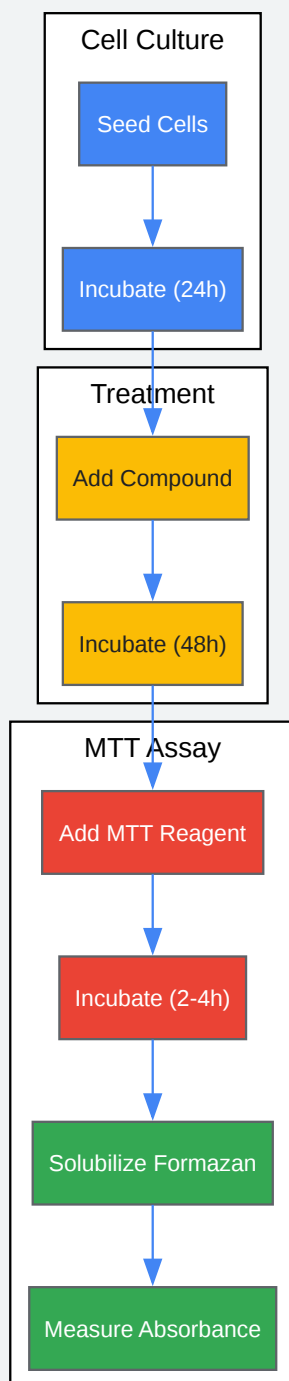 Cell Culture
Seed Cells
Incubate (24h)
Treatment
Add Compound
Incubate (48h)
MTT Assay
Add MTT Reagent
Incubate (2-4h)
Solubilize Formazan
Measure Absorbance